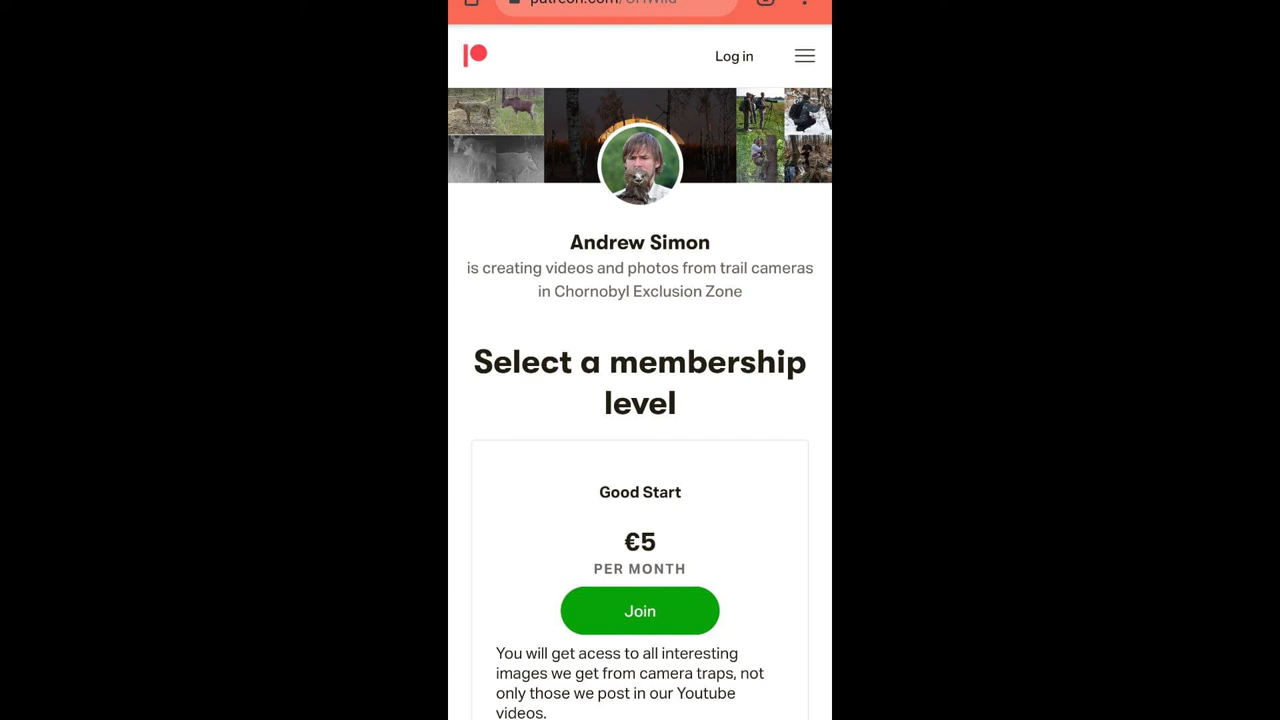 Log in
Andrew Simon
is creating videos and photos from trail cameras
in Chornobyl Exclusion Zone
Select a membership
level
Good Start
€5
PER MONTH
Join
You will get acess to all interesting
images we get from camera traps, not
only those we post in our Youtube
videos.